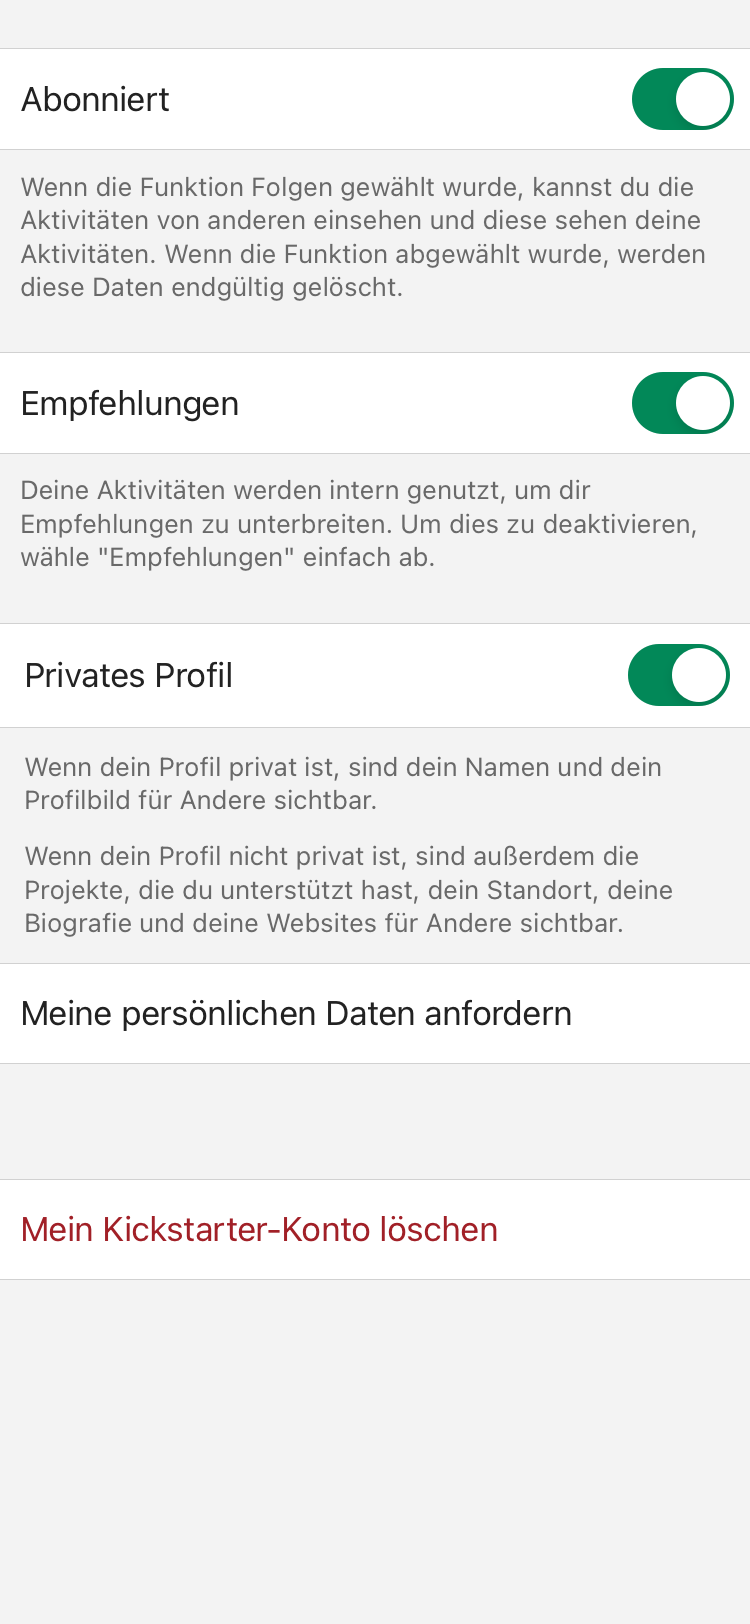 Abonniert
Wenn die Funktion Folgen gewählt wurde, kannst du die
Aktivitäten von anderen einsehen und diese sehen deine
Aktivitäten. Wenn die Funktion abgewählt wurde, werden
diese Daten endgültig gelöscht.
Empfehlungen
Deine Aktivitäten werden intern genutzt, um dir
Empfehlungen zu unterbreiten. Um dies zu deaktivieren,
wähle "Empfehlungen" einfach ab.
Privates Profil
Wenn dein Profil privat ist, sind dein Namen und dein
Profilbild für Andere sichtbar.
Wenn dein Profil nicht privat ist, sind außerdem die
Projekte, die du unterstützt hast, dein Standort, deine
Biografie und deine Websites für Andere sichtbar.
Meine persönlichen Daten anfordern
Mein Kickstarter-Konto löschen